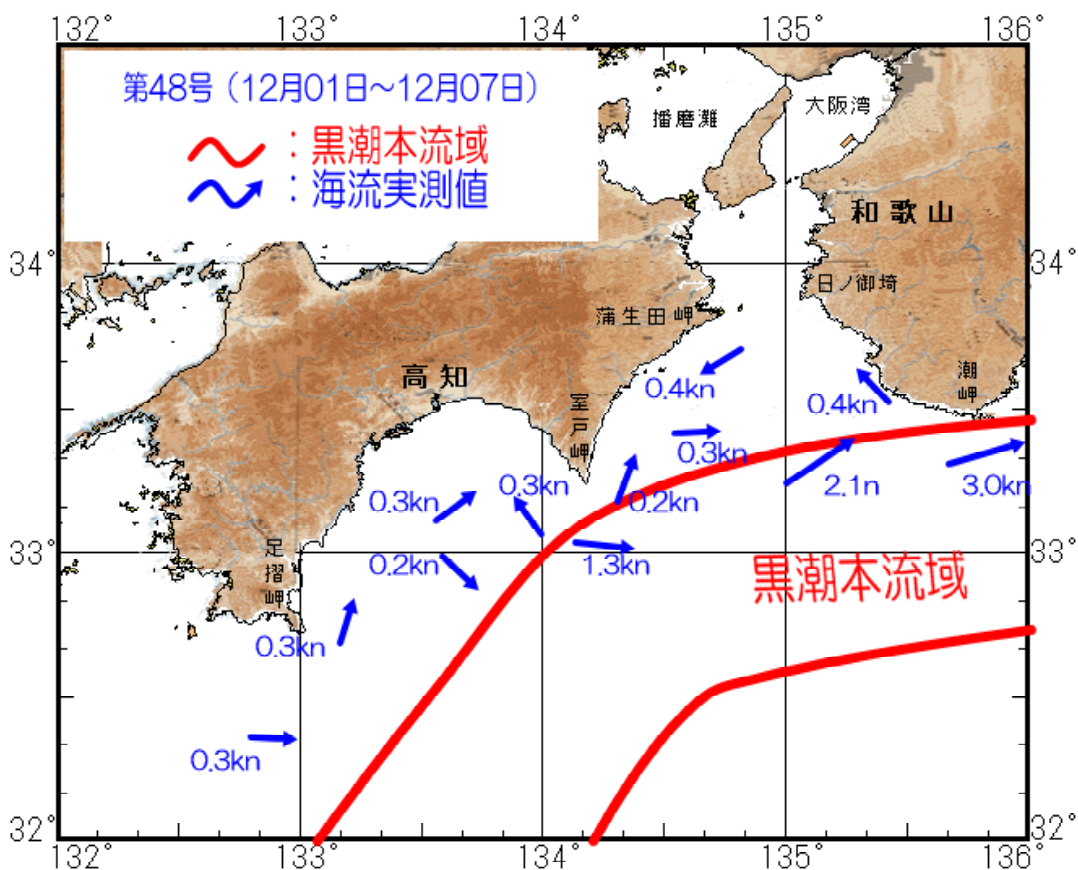 132° 133° 134° 135° 136°
第48号（12月01日～12月07日）
：黒潮本流域
：海流実測値
播磨灘
大阪湾
和歌山
34° 34°
日ノ御埼
蒲生田岬
潮岬
高知
室戸岬
0.4kn
0.4kn
0.3kn
0.3kn
0.3kn
0.2kn
2.1n
3.0kn
33° 33°
足摺岬
0.2kn
1.3kn
黒潮本流域
0.3kn
0.3kn
32° 32°
132° 133° 134° 135° 136°